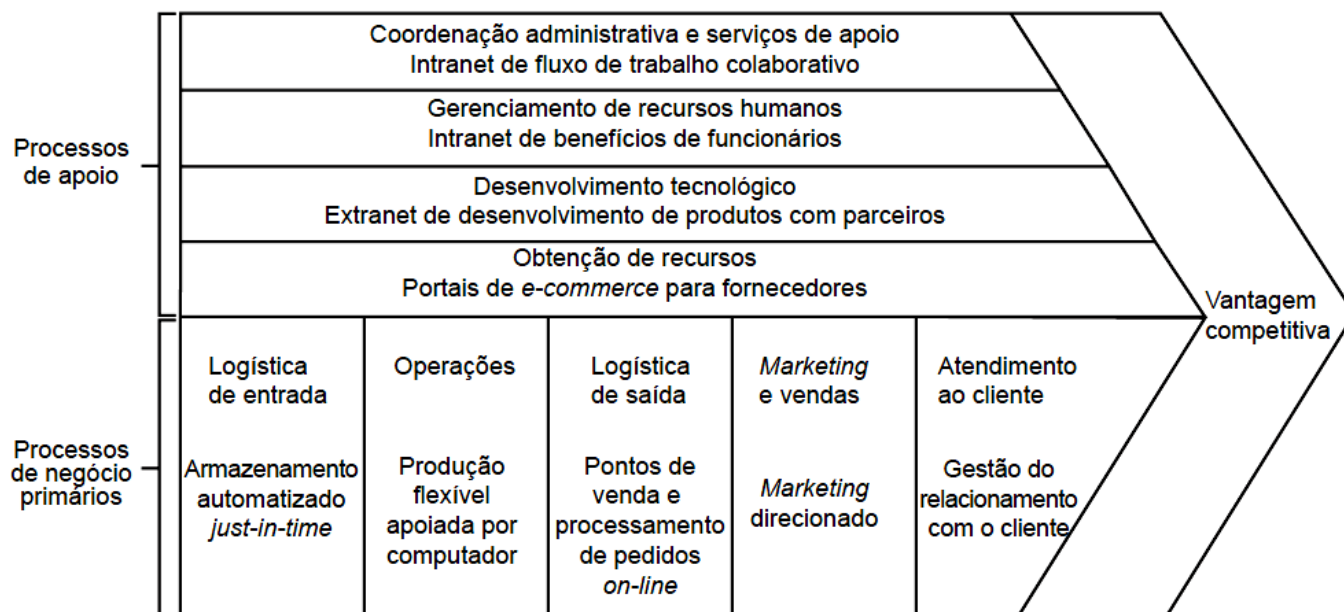 Coordenação administrativa e serviços de apoio
Intranet de fluxo de trabalho colaborativo
Gerenciamento de recursos humanos
Intranet de benefícios de funcionários
Processos
de apoio
Desenvolvimento tecnológico
Extranet de desenvolvimento de produtos com parceiros
Obtenção de recursos
Portais de e-commerce para fornecedores
Vantagem
competitiva
Processos
de negócio
primários
Logística
de entrada
Armazenamento
automatizado
just-in-time
Operações
Produção
flexível
apoiada por
computador
Logística
de saída
Pontos de
venda e
processamento
de pedidos
on-line
Marketing
e vendas
Marketing
direcionado
Atendimento
ao cliente
Gestão do
relacionamento
com o cliente